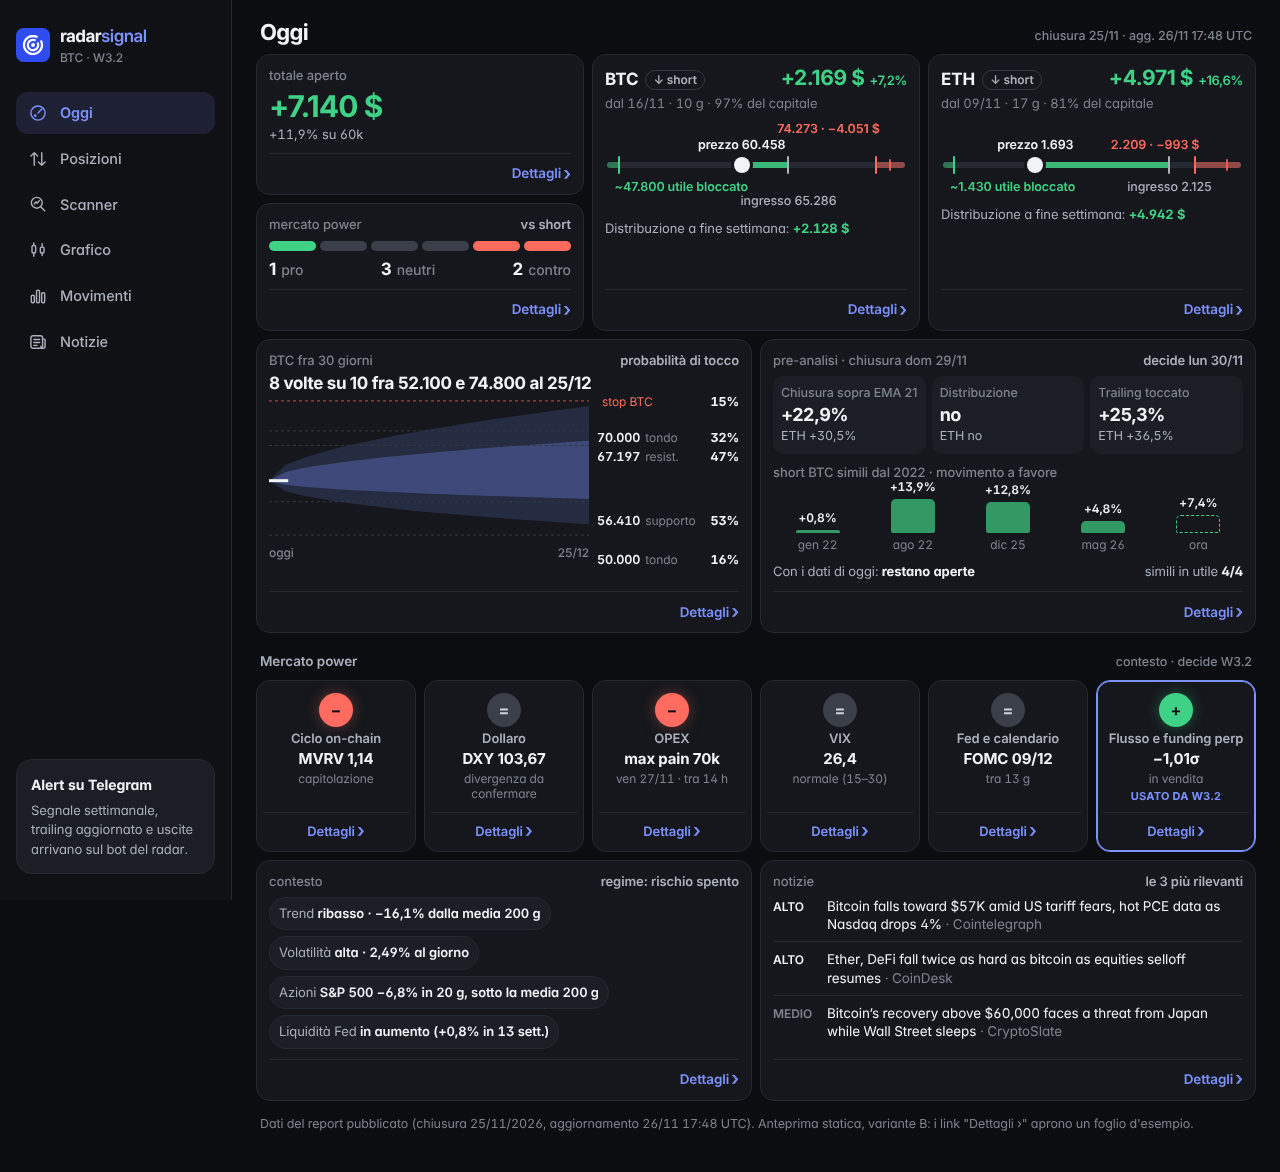 radarsignal
BTC · W3.2
Oggi
Posizioni
Scanner
Grafico
Movimenti
Notizie
Alert su Telegram
Segnale settimanale,
trailing aggiornato e uscite
arrivano sul bot del radar.
Oggi
chiusura 25/11 · agg. 26/11 17:48 UTC
totale aperto
+7.140 $
+11,9% su 60k
Dettagli ›
mercato power
vs short
1 pro
3 neutri
2 contro
Dettagli ›
BTC
↓ short
+2.169 $ +7,2%
dal 16/11 · 10 g · 97% del capitale
74.273 · −4.051 $
prezzo 60.458
~47.800 utile bloccato
ingresso 65.286
Distribuzione a fine settimana: +2.128 $
Dettagli ›
ETH
↓ short
+4.971 $ +16,6%
dal 09/11 · 17 g · 81% del capitale
prezzo 1.693
2.209 · −993 $
~1.430 utile bloccato
ingresso 2.125
Distribuzione a fine settimana: +4.942 $
Dettagli ›
BTC fra 30 giorni
probabilità di tocco
8 volte su 10 fra 52.100 e 74.800 al 25/12
stop BTC 15%
70.000 tondo 32%
67.197 resist. 47%
56.410 supporto 53%
50.000 tondo 16%
oggi
25/12
Dettagli ›
pre-analisi · chiusura dom 29/11
decide lun 30/11
Chiusura sopra EMA 21
+22,9%
ETH +30,5%
Distribuzione
no
ETH no
Trailing toccato
+25,3%
ETH +36,5%
short BTC simili dal 2022 · movimento a favore
+0,8%
+13,9%
+12,8%
+4,8%
+7,4%
gen 22
ago 22
dic 25
mag 26
ora
Con i dati di oggi: restano aperte
simili in utile 4/4
Dettagli ›
Mercato power
contesto · decide W3.2
−
Ciclo on-chain
MVRV 1,14
capitolazione
Dettagli ›
=
Dollaro
DXY 103,67
divergenza da
confermare
Dettagli ›
−
OPEX
max pain 70k
ven 27/11 · tra 14 h
Dettagli ›
=
VIX
26,4
normale (15–30)
Dettagli ›
=
Fed e calendario
FOMC 09/12
tra 13 g
Dettagli ›
+
Flusso e funding perp
−1,01σ
in vendita
USATO DA W3.2
Dettagli ›
contesto
regime: rischio spento
Trend ribasso · −16,1% dalla media 200 g
Volatilità alta · 2,49% al giorno
Azioni S&P 500 −6,8% in 20 g, sotto la media 200 g
Liquidità Fed in aumento (+0,8% in 13 sett.)
Dettagli ›
notizie
le 3 più rilevanti
ALTO
Bitcoin falls toward $57K amid US tariff fears, hot PCE data as
Nasdaq drops 4% · Cointelegraph
ALTO
Ether, DeFi fall twice as hard as bitcoin as equities selloff
resumes · CoinDesk
MEDIO
Bitcoin’s recovery above $60,000 faces a threat from Japan
while Wall Street sleeps · CryptoSlate
Dettagli ›
Dati del report pubblicato (chiusura 25/11/2026, aggiornamento 26/11 17:48 UTC). Anteprima statica, variante B: i link "Dettagli ›" aprono un foglio d'esempio.